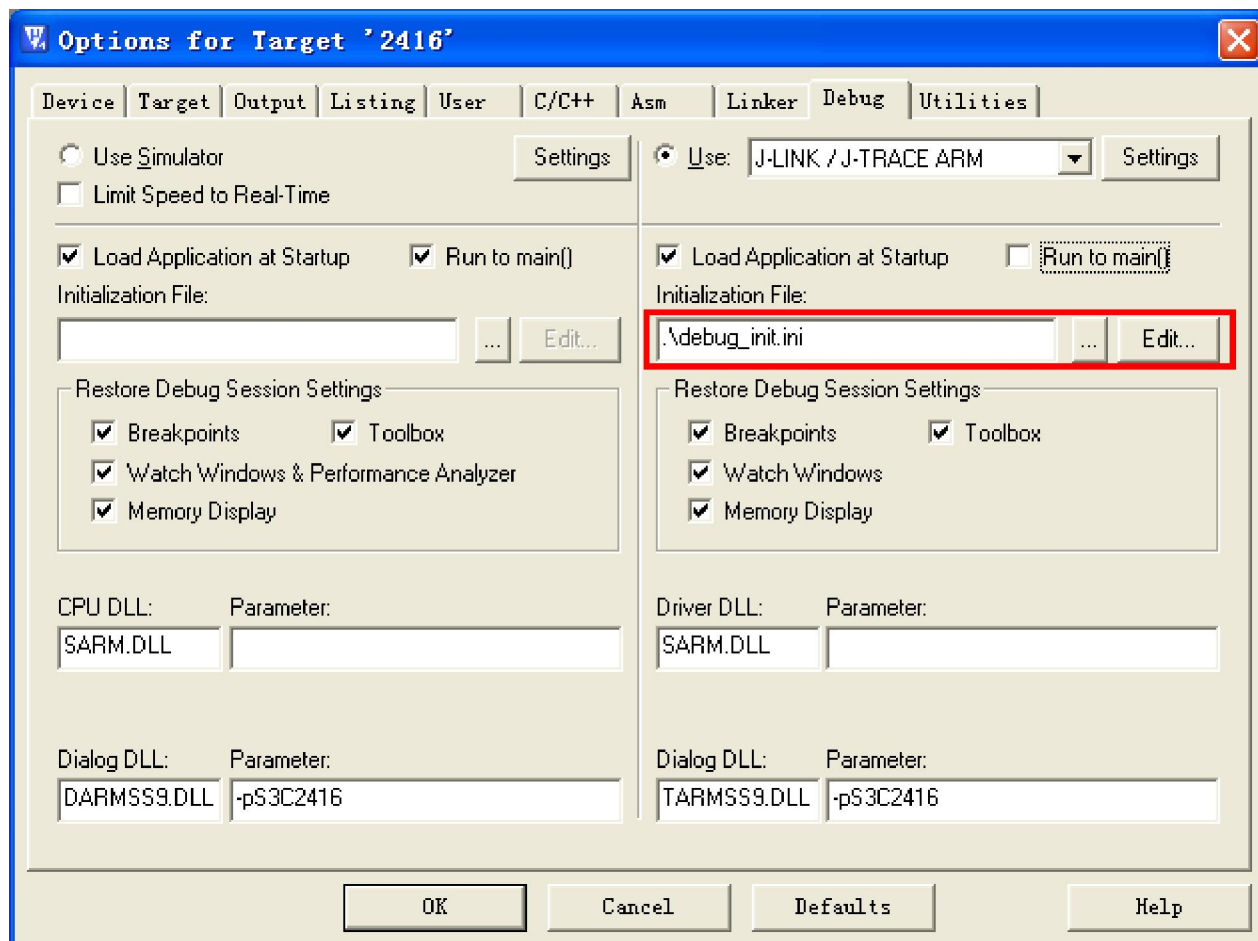 Options for Target '2416'
Device Target Output Listing User C/C++ Asm Linker Debug Utilities
Use Simulator Settings Use: J-LINK / J-TRACE ARM Settings
Limit Speed to Real-Time
Load Application at Startup Run to main() Load Application at Startup Run to main()
Initialization File: Initialization File:
... Edit... .\debug_init.ini ... Edit...
Restore Debug Session Settings Restore Debug Session Settings
Breakpoints Toolbox Breakpoints Toolbox
Watch Windows & Performance Analyzer Watch Windows
Memory Display Memory Display
CPU DLL: Parameter: Driver DLL: Parameter:
SARM.DLL SARM.DLL
Dialog DLL: Parameter: Dialog DLL: Parameter:
DARMSS9.DLL -pS3C2416 TARMSS9.DLL -pS3C2416
OK Cancel Defaults Help